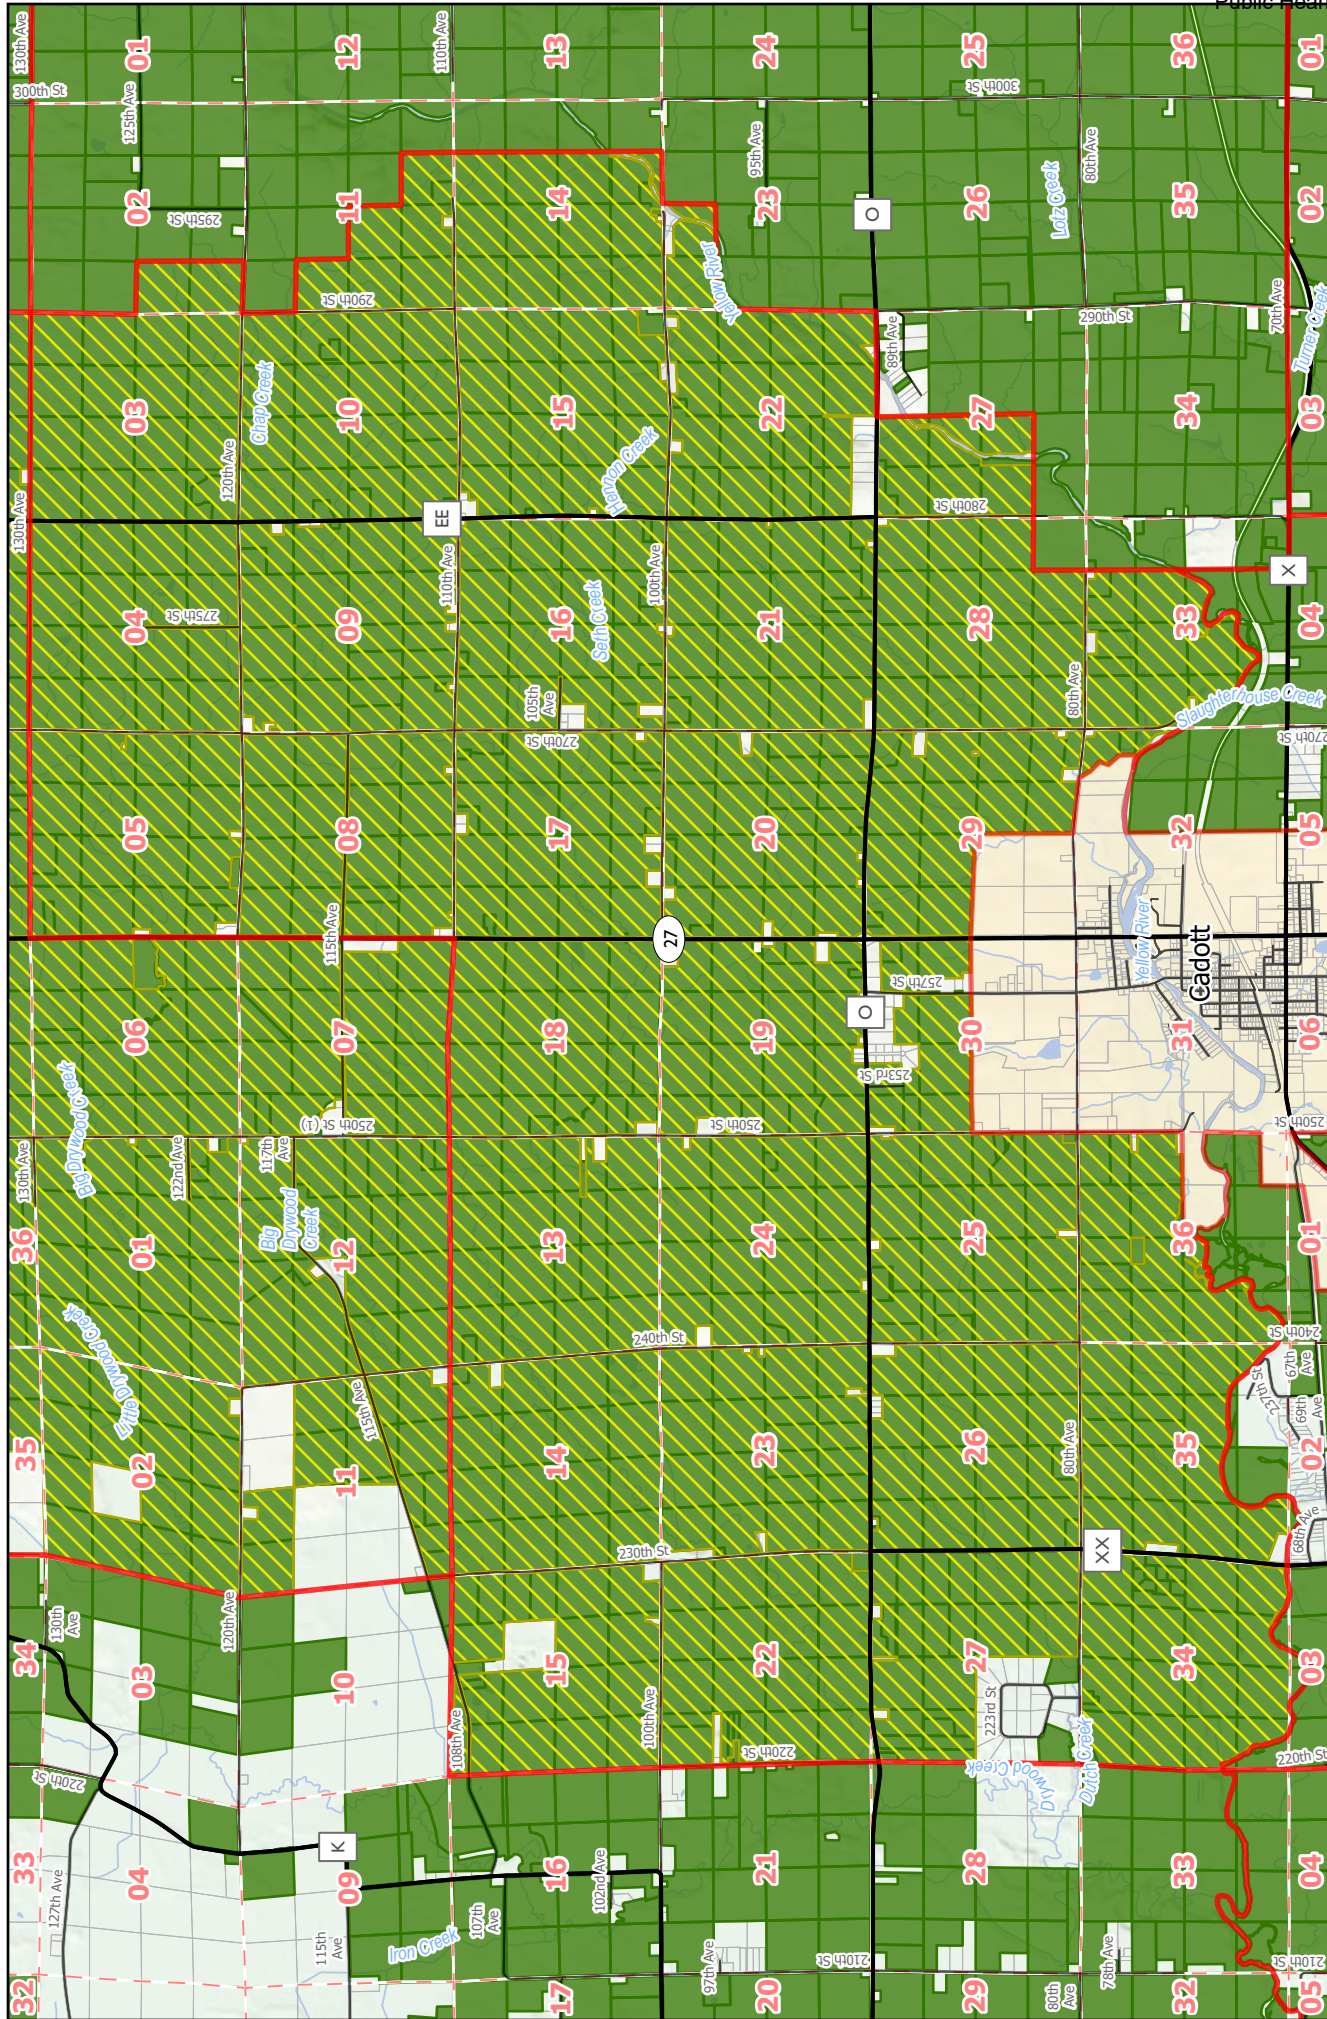 Public Hear
130th Ave
01
12
110th Ave
13
24
25
36
01
300th St
300th St
125th Ave
95th Ave
80th Ave
02
295th St
11
14
23
O
26
Lotz Creek
35
02
290th St
Yellow River
290th St
70th Ave
Turner Creek
89th Ave
03
Chap Creek
10
15
22
27
34
03
120th Ave
Hervion Creek
130th Ave
EE
280th St
110th Ave
100th Ave
X
04
275th St
09
16
Seth Creek
21
28
33
04
105th
Ave
80th Ave
Slaughterhouse Creek
270th St
270th St
05
08
17
20
29
32
05
115th Ave
27
Yellow River
Cadott
257th St
O
06
07
18
19
30
31
06
253rd St
Big Drywood Creek
250th St (1)
250th St
250th St
130th Ave
122nd Ave
117th
Ave
36
01
Big
Drywood
Creek
12
13
24
25
36
01
Little Drywood Creek
240th St
240th St
67th
Ave
237th St
69th
Ave
115th Ave
35
02
11
14
23
26
80th Ave
35
02
230th St
XX
68th Ave
130th
Ave
120th Ave
34
03
10
15
22
27
34
03
223rd St
108th Ave
100th Ave
220th St
220th St
220th St
Drywood Creek
Dutch Creek
K
33
04
09
16
21
28
33
04
127th Ave
102nd Ave
107th
Ave
115th
Ave
Iron Creek
97th Ave
210th St
78th Ave
210th St
32
17
20
29
80th
Ave
32
05